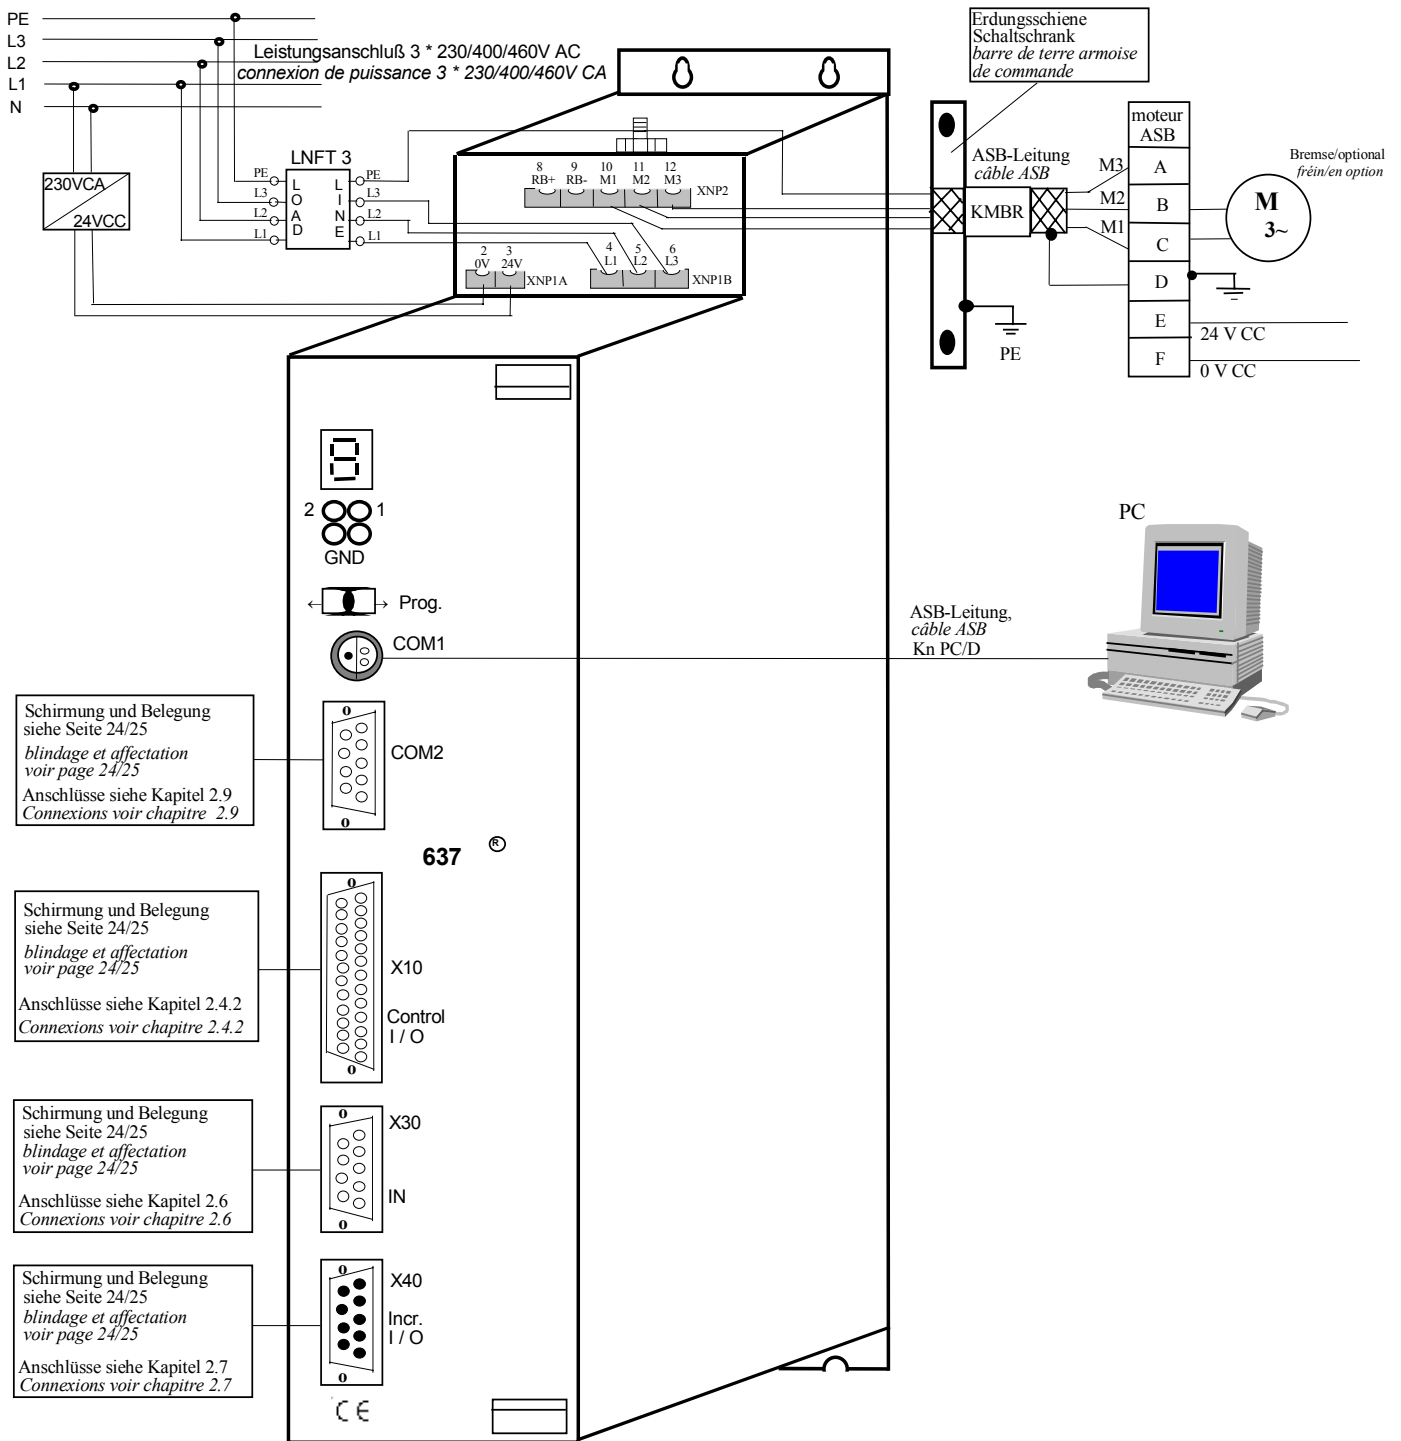 PE
L3
L2
L1
N
Leistungsanschluß 3 * 230/400/460V AC
connexion de puissance 3 * 230/400/460V CA
Erdungsschiene
Schaltschrank
barre de terre armoise
de commande
230VCA
24VCC
LNFT 3
PE
L3
L2
L1
LOAD
LINE
PE
L3
L2
L1
8 9 10 11 12
RB+ RB- M1 M2 M3
XNP2
2 3
0V 24V
XNP1A
4 5 6
L1 L2 L3
XNP1B
ASB-Leitung
câble ASB
KMBR
PE
M3
M2
M1
moteur
ASB
A
B
C
D
E
F
24 V CC
0 V CC
Bremse/optional
fréin/en option
M
3~
2 1
GND
← → Prog.
COM1
ASB-Leitung,
câble ASB
Kn PC/D
PC
Schirmung und Belegung
siehe Seite 24/25
blindage et affectation
voir page 24/25
Anschlüsse siehe Kapitel 2.9
Connexions voir chapitre 2.9
0
COM2
0
637 ®
Schirmung und Belegung
siehe Seite 24/25
blindage et affectation
voir page 24/25
Anschlüsse siehe Kapitel 2.4.2
Connexions voir chapitre 2.4.2
0
X10
Control
I / O
0
Schirmung und Belegung
siehe Seite 24/25
blindage et affectation
voir page 24/25
Anschlüsse siehe Kapitel 2.6
Connexions voir chapitre 2.6
0
X30
IN
0
Schirmung und Belegung
siehe Seite 24/25
blindage et affectation
voir page 24/25
Anschlüsse siehe Kapitel 2.7
Connexions voir chapitre 2.7
0
X40
Incr.
I / O
0
CE